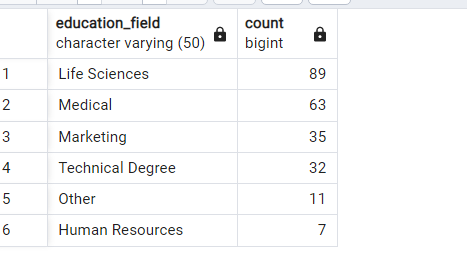 education_field count
character varying (50) bigint
1 Life Sciences 89
2 Medical 63
3 Marketing 35
4 Technical Degree 32
5 Other 11
6 Human Resources 7